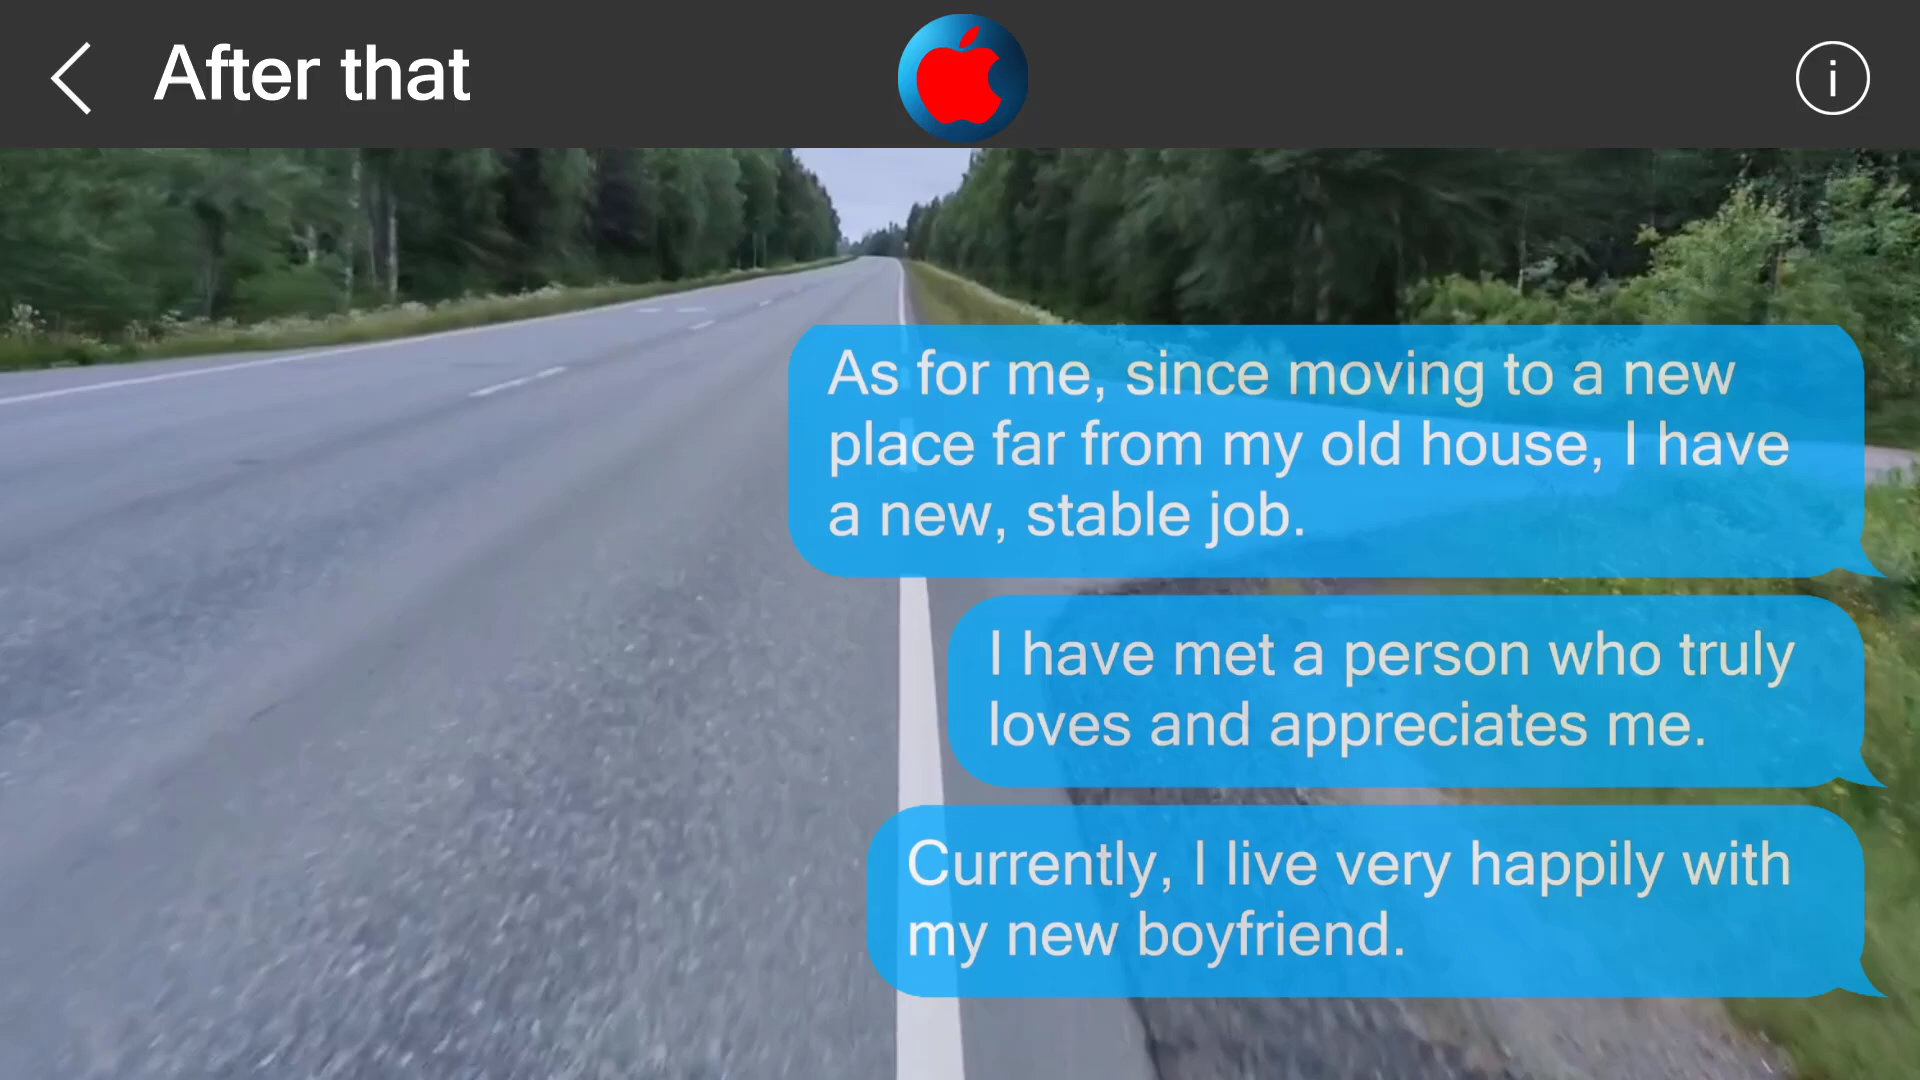 After that
i
As for me, since moving to a new
place far from my old house, I have
a new, stable job.
I have met a person who truly
loves and appreciates me.
Currently, I live very happily with
my new boyfriend.